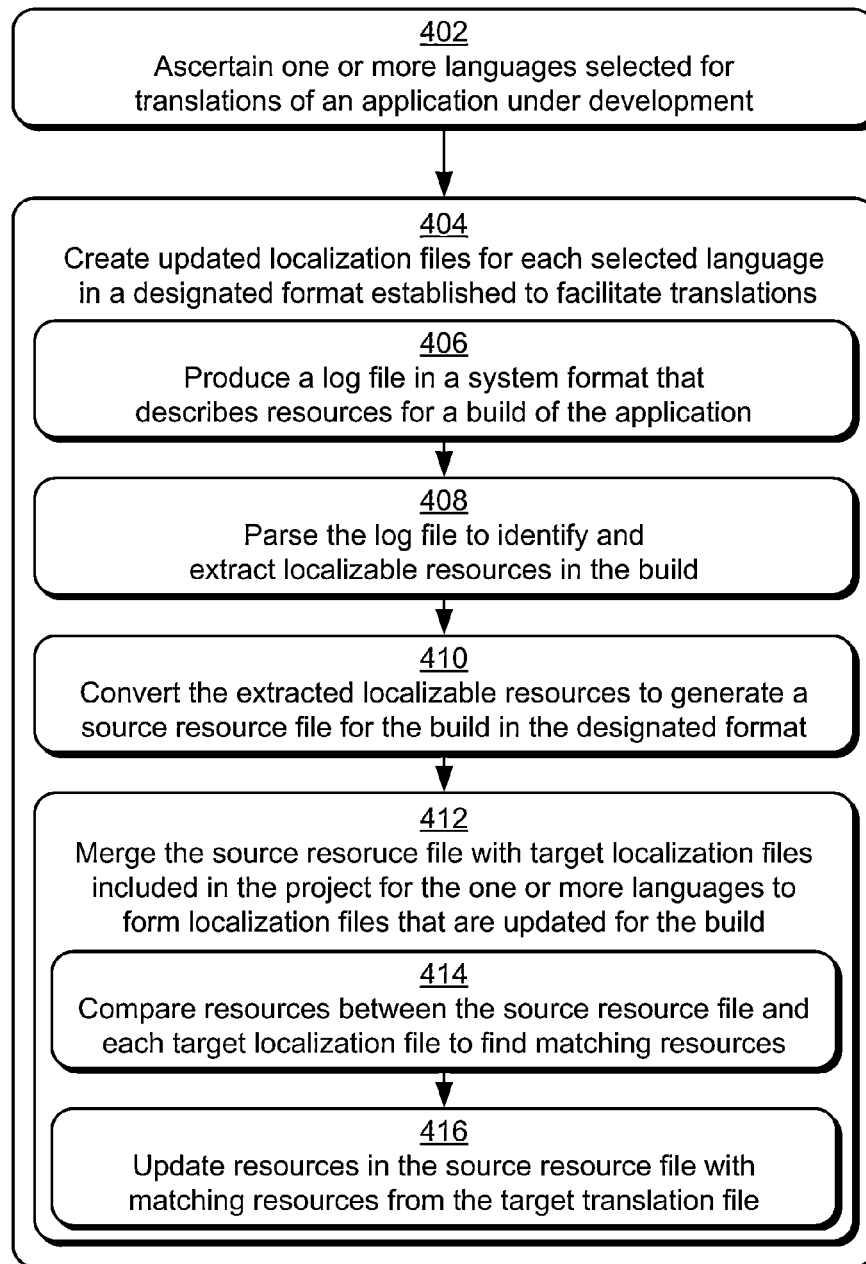 402
Ascertain one or more languages selected for
translations of an application under development
404
Create updated localization files for each selected language
in a designated format established to facilitate translations
406
Produce a log file in a system format that
describes resources for a build of the application
408
Parse the log file to identify and
extract localizable resources in the build
410
Convert the extracted localizable resources to generate a
source resource file for the build in the designated format
412
Merge the source resoruce file with target localization files
included in the project for the one or more languages to
form localization files that are updated for the build
414
Compare resources between the source resource file and
each target localization file to find matching resources
416
Update resources in the source resource file with
matching resources from the target translation file